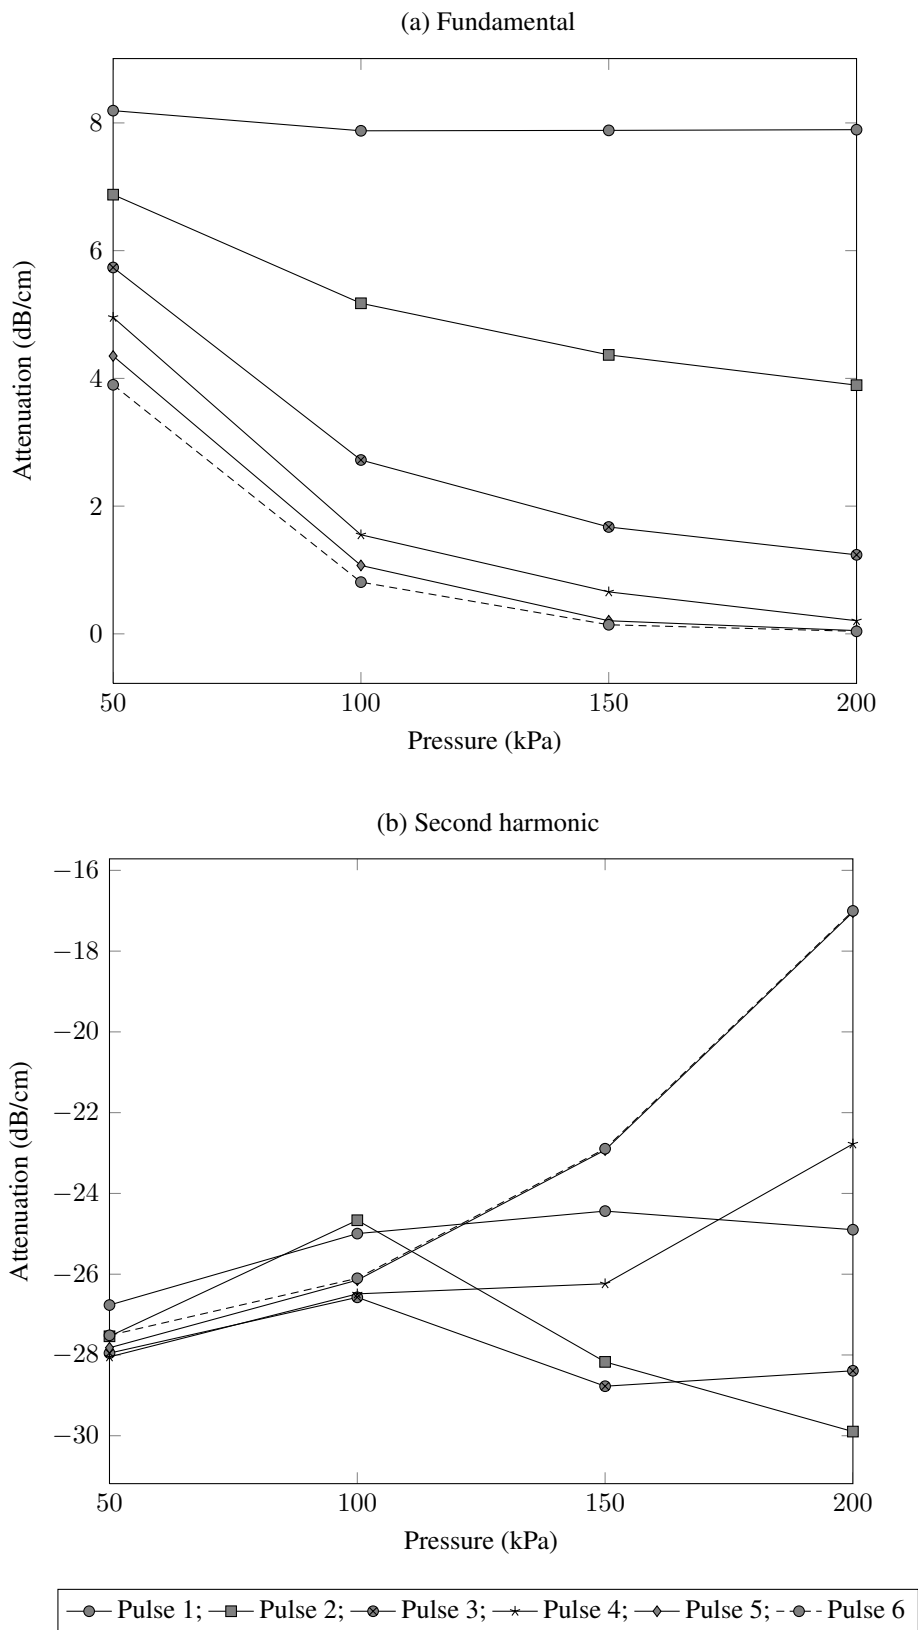 (a) Fundamental
8
6
4
2
0
Attenuation (dB/cm)
50 100 150 200
Pressure (kPa)
(b) Second harmonic
−16
−18
−20
−22
−24
−26
−28
−30
Attenuation (dB/cm)
50 100 150 200
Pressure (kPa)
Pulse 1; Pulse 2; Pulse 3; Pulse 4; Pulse 5; Pulse 6